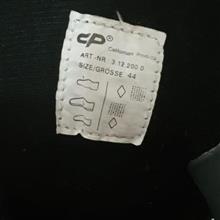 CP®
ART.-NR. 3.12.200.0
SIZE/GRÖSSE 44